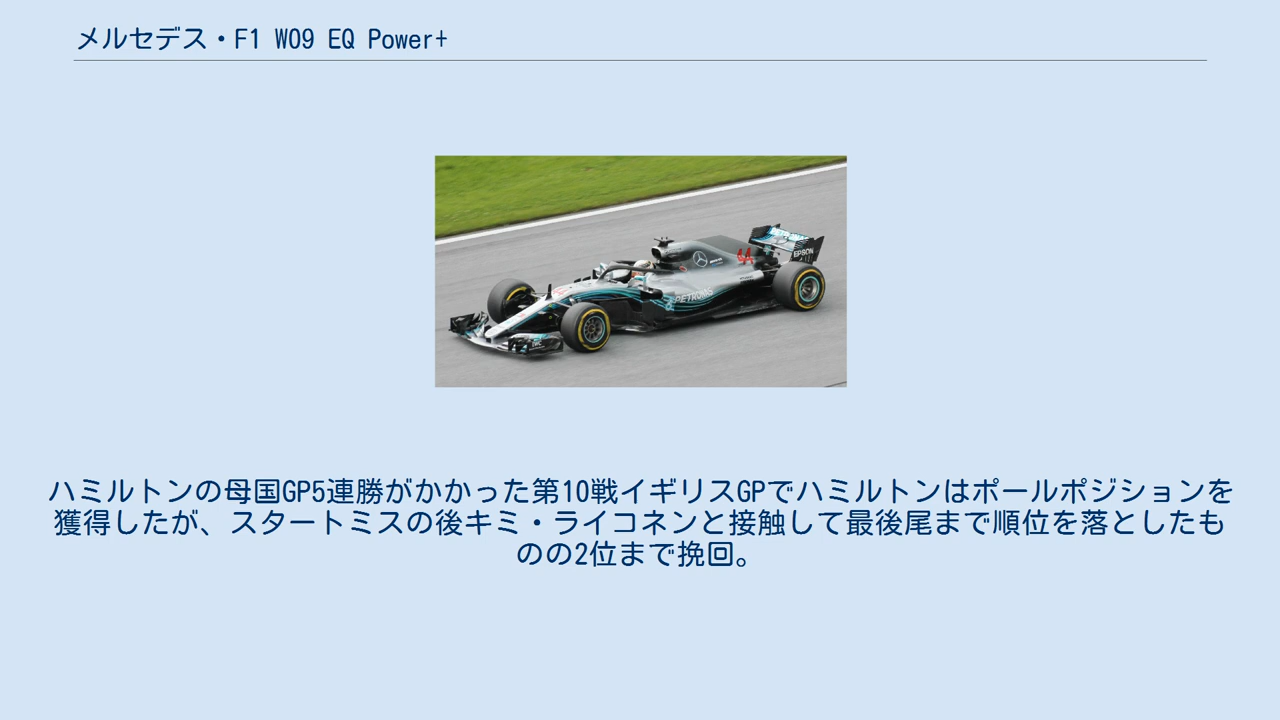 メルセデス・F1 W09 EQ Power+
EPSON
44
PETRONAS
ハミルトンの母国GP5連勝がかかった第10戦イギリスGPでハミルトンはポールポジションを
獲得したが、スタートミスの後キミ・ライコネンと接触して最後尾まで順位を落としたも
のの2位まで挽回。